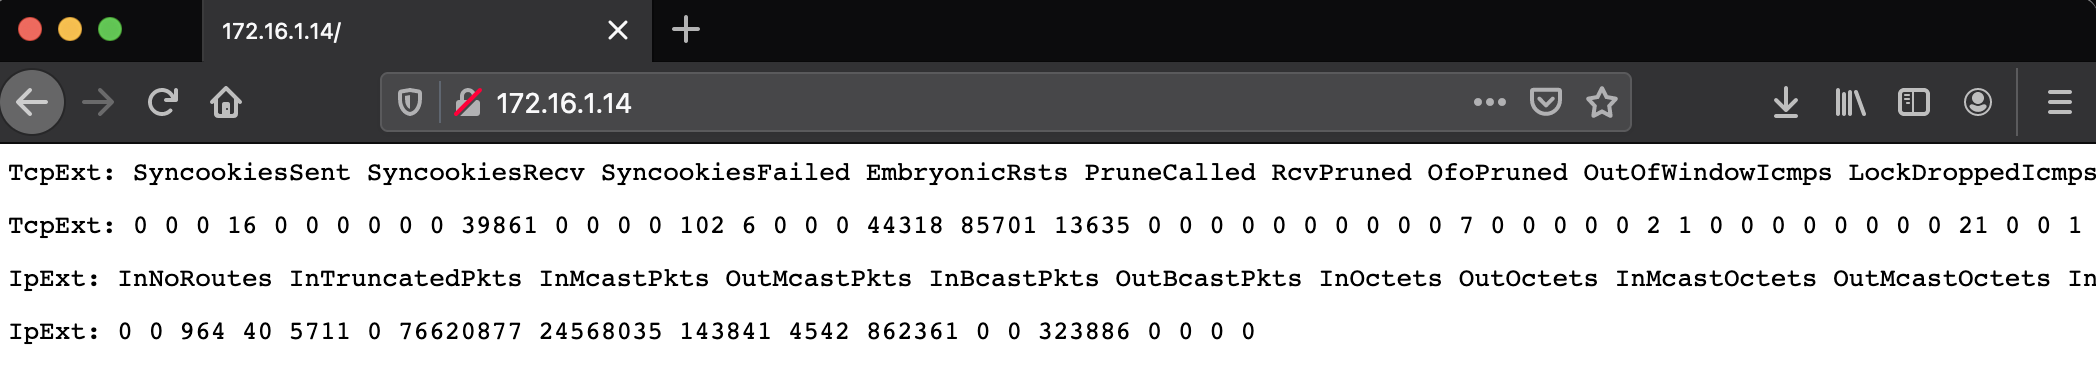 172.16.1.14/
172.16.1.14
TcpExt: SyncookiesSent SyncookiesRecv SyncookiesFailed EmbryonicRsts PruneCalled RcvPruned OfoPruned OutOfWindowIcmps LockDroppedIcmps
TcpExt: 0 0 0 16 0 0 0 0 0 0 39861 0 0 0 0 102 6 0 0 0 44318 85701 13635 0 0 0 0 0 0 0 0 0 0 7 0 0 0 0 0 2 1 0 0 0 0 0 0 0 0 21 0 0 1
IpExt: InNoRoutes InTruncatedPkts InMcastPkts OutMcastPkts InBcastPkts OutBcastPkts InOctets OutOctets InMcastOctets OutMcastOctets In
IpExt: 0 0 964 40 5711 0 76620877 24568035 143841 4542 862361 0 0 323886 0 0 0 0